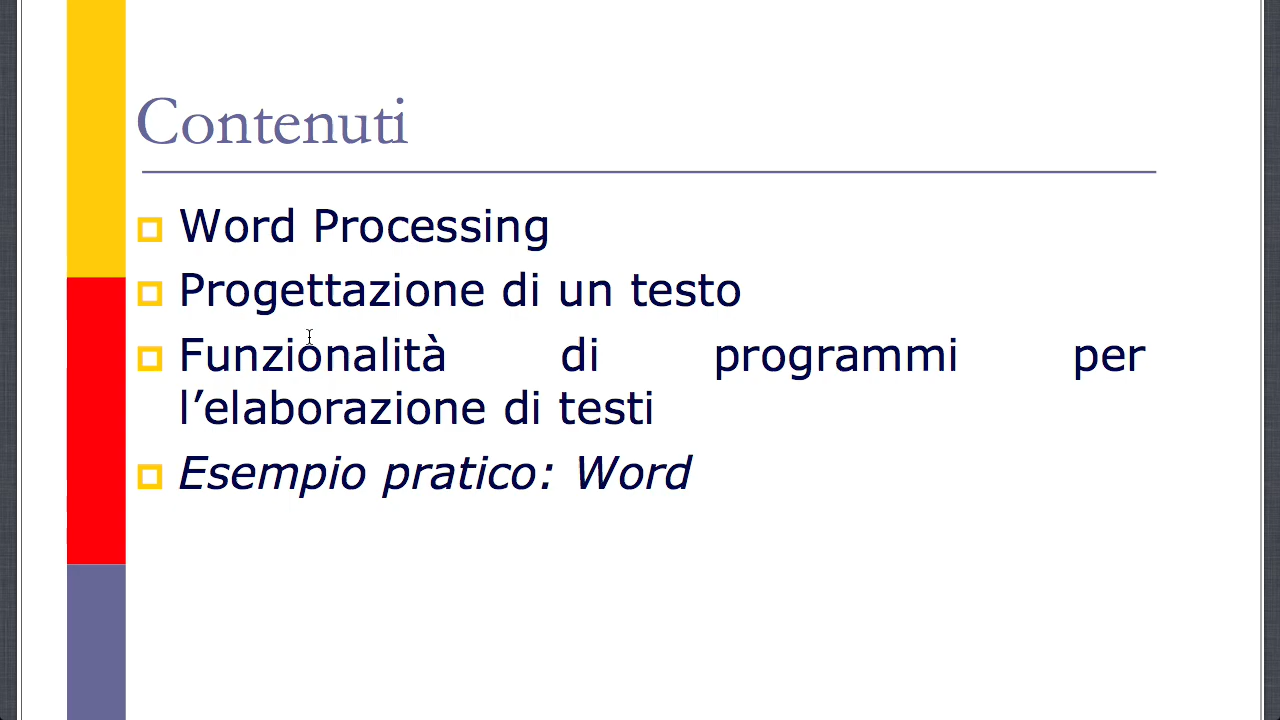 Contenuti
Word Processing
Progettazione di un testo
Funzionalità di programmi per
l’elaborazione di testi
Esempio pratico: Word